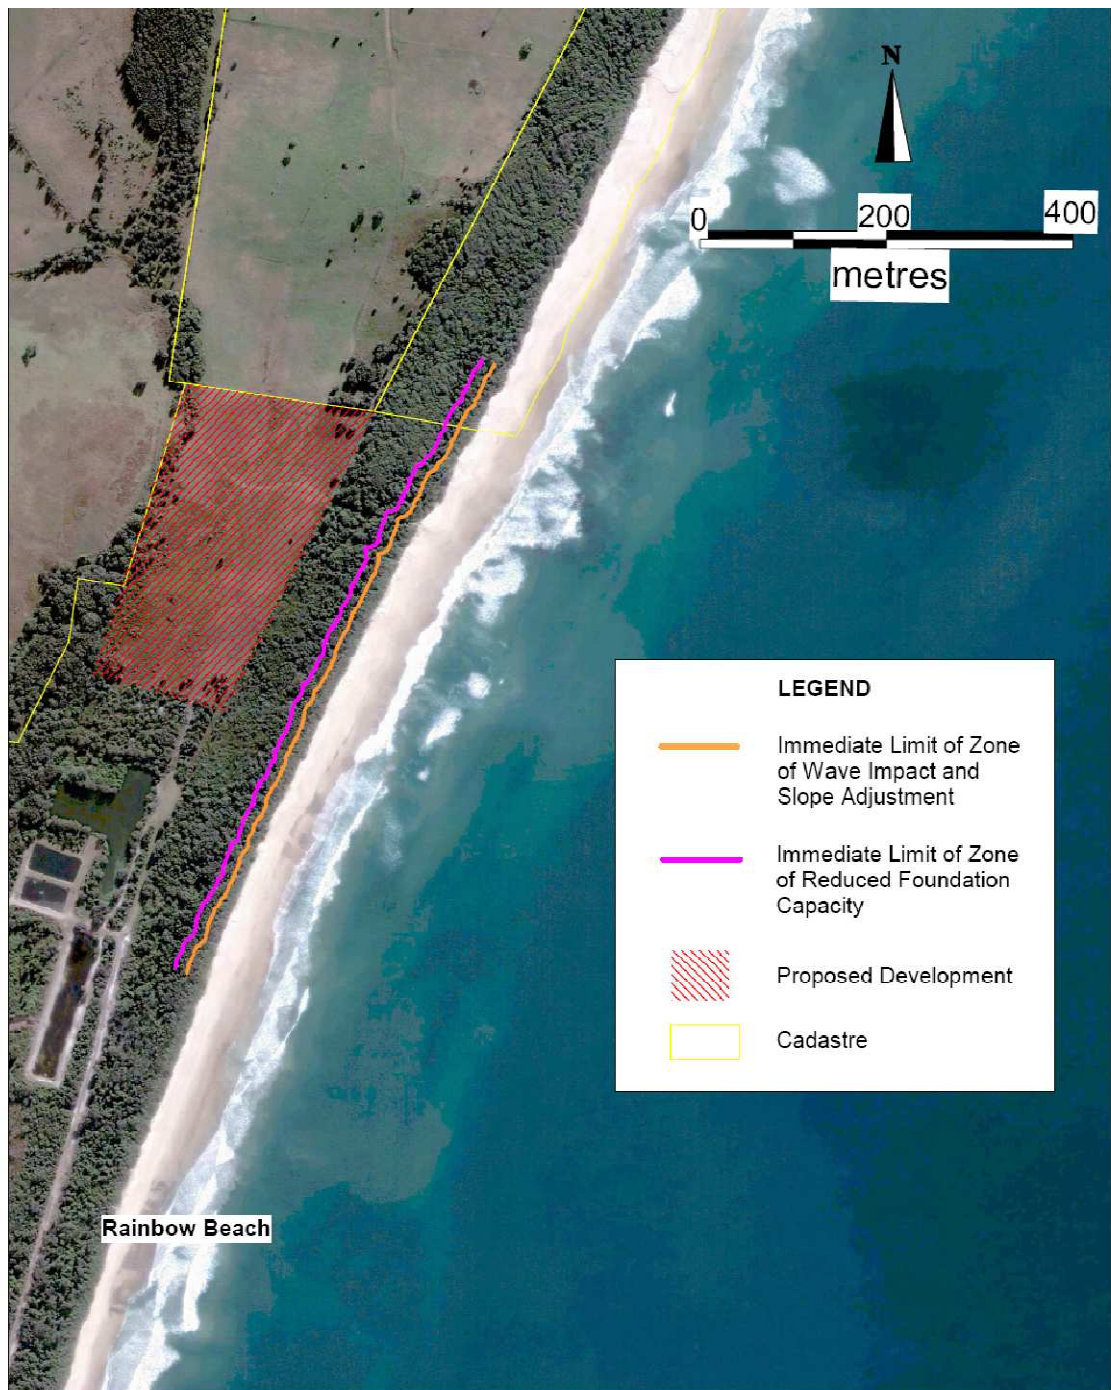 N
0 200 400
metres
LEGEND
Immediate Limit of Zone
of Wave Impact and
Slope Adjustment
Immediate Limit of Zone
of Reduced Foundation
Capacity
Proposed Development
Cadastre
Rainbow Beach